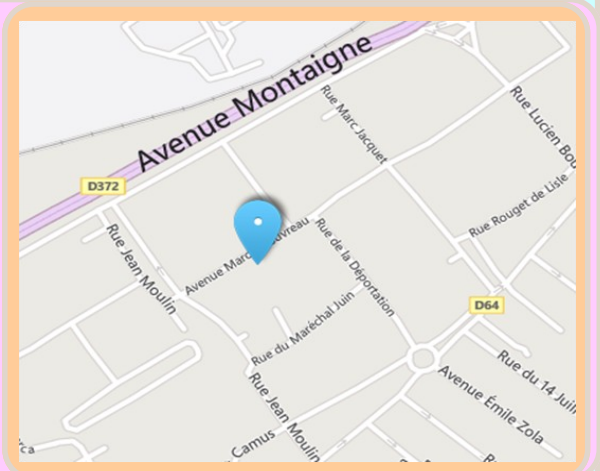 Avenue Montaigne
Rue Marc Jacquet
Rue Lucien Bou
D372
Rue Rouget de Lisle
Avenue Marc uvreau
Rue Jean Moulin
Rue de la Déportation
D64
Rue du Maréchal Juin
Rue du 14 Juil
Avenue Émile Zola
Rue Jean Moulin
Camus
rca